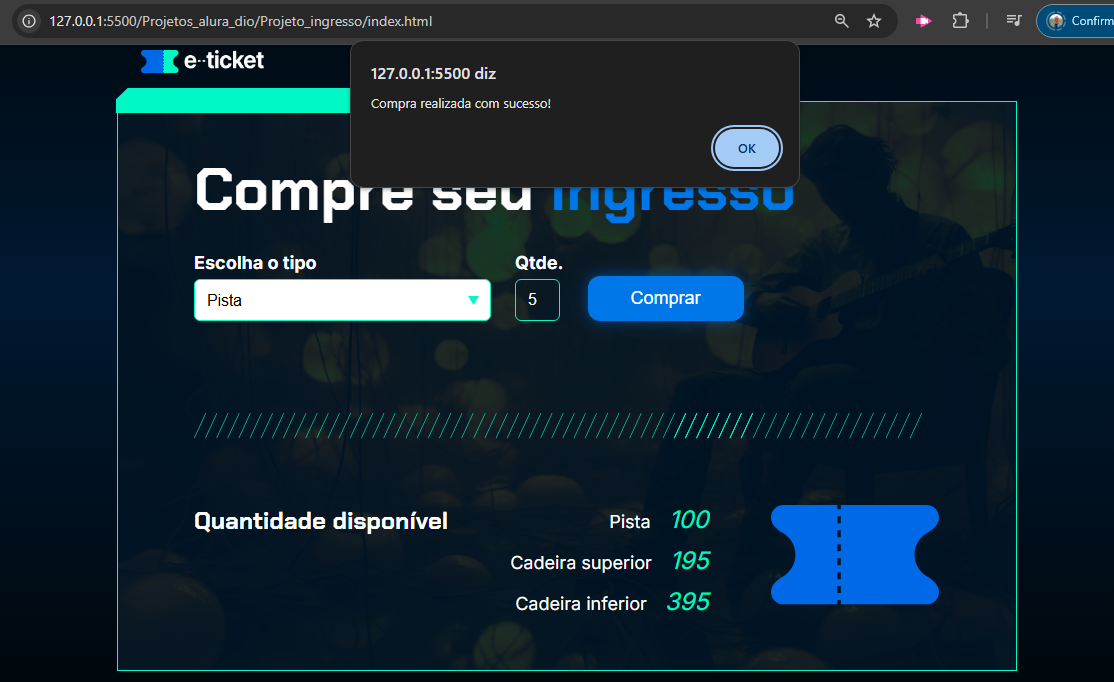 127.0.0.1:5500/Projetos_alura_dio/Projeto_ingresso/index.html
Confirm
e··ticket
127.0.0.1:5500 diz
Compra realizada com sucesso!
OK
Compre seu ingresso
Escolha o tipo
Qtde.
Pista
5
Comprar
Quantidade disponível
Pista 100
Cadeira superior 195
Cadeira inferior 395